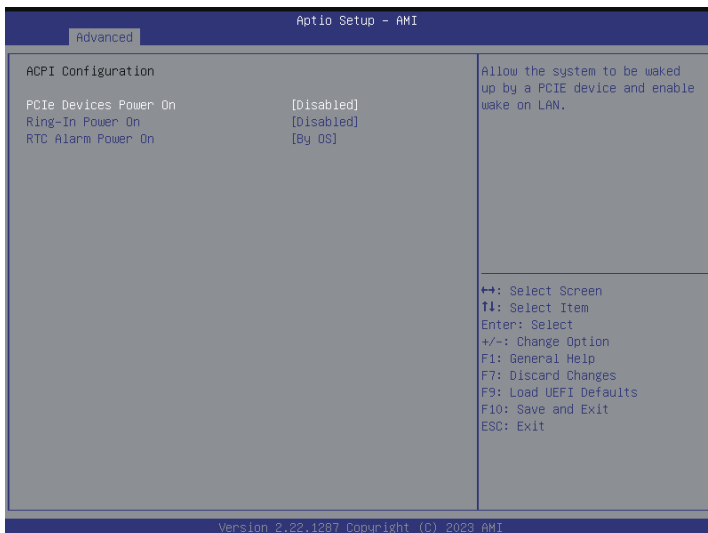 Aptio Setup - AMI
Advanced
ACPI Configuration
PCIe Devices Power On [Disabled]
Ring-In Power On [Disabled]
RTC Alarm Power On [By OS]
Allow the system to be waked
up by a PCIE device and enable
wake on LAN.
↔: Select Screen
↑↓: Select Item
Enter: Select
+/-: Change Option
F1: General Help
F7: Discard Changes
F9: Load UEFI Defaults
F10: Save and Exit
ESC: Exit
Version 2.22.1287 Copyright (C) 2023 AMI